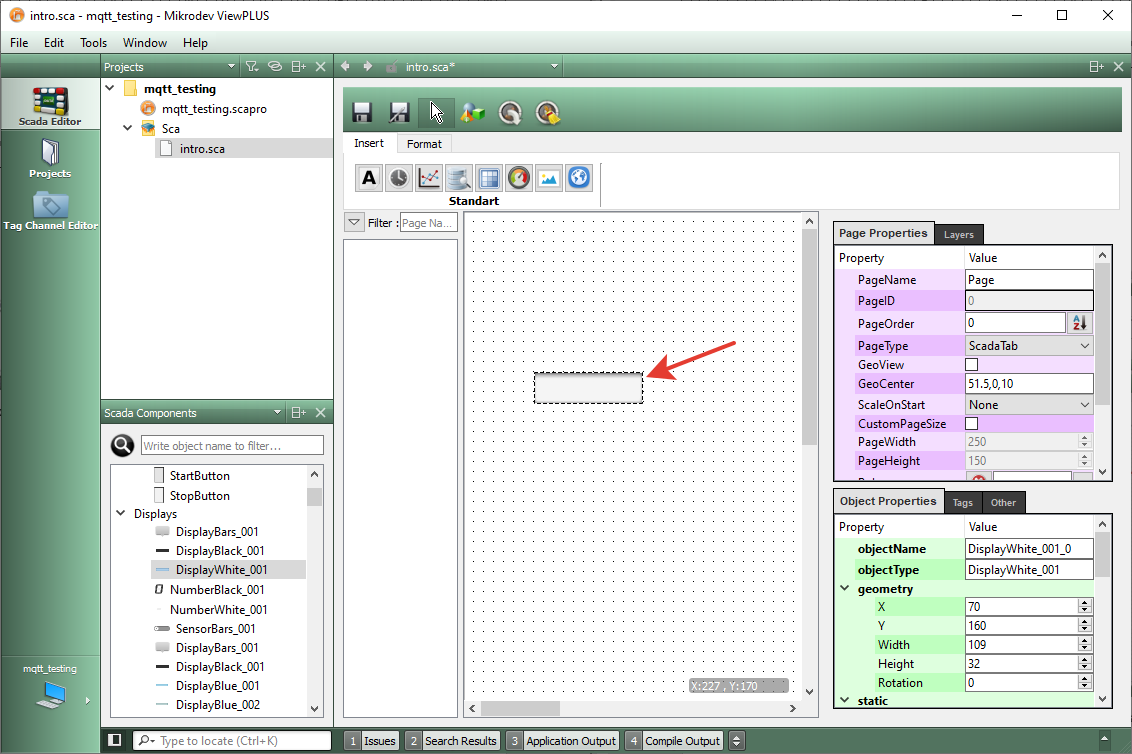 intro.sca - mqtt_testing - Mikrodev ViewPLUS
File Edit Tools Window Help
Projects
intro.sca*
mqtt_testing
mqtt_testing.scapro
Sca
intro.sca
Scada Editor
Projects
Tag Channel Editor
Insert Format
A
Standart
Filter : Page Na...
Page Properties Layers
Property Value
PageName Page
PageID 0
PageOrder 0
PageType ScadaTab
GeoView
GeoCenter 51.5,0,10
ScaleOnStart None
CustomPageSize
PageWidth 250
PageHeight 150
Scada Components
Write object name to filter...
StartButton
StopButton
Displays
DisplayBars_001
DisplayBlack_001
DisplayWhite_001
NumberBlack_001
NumberWhite_001
SensorBars_001
DisplayBars_001
DisplayBlack_001
DisplayBlue_001
DisplayBlue_002
X:227 , Y:170
Object Properties Tags Other
Property Value
objectName DisplayWhite_001_0
objectType DisplayWhite_001
geometry
X 70
Y 160
Width 109
Height 32
Rotation 0
static
mqtt_testing
Type to locate (Ctrl+K)
1 Issues 2 Search Results 3 Application Output 4 Compile Output